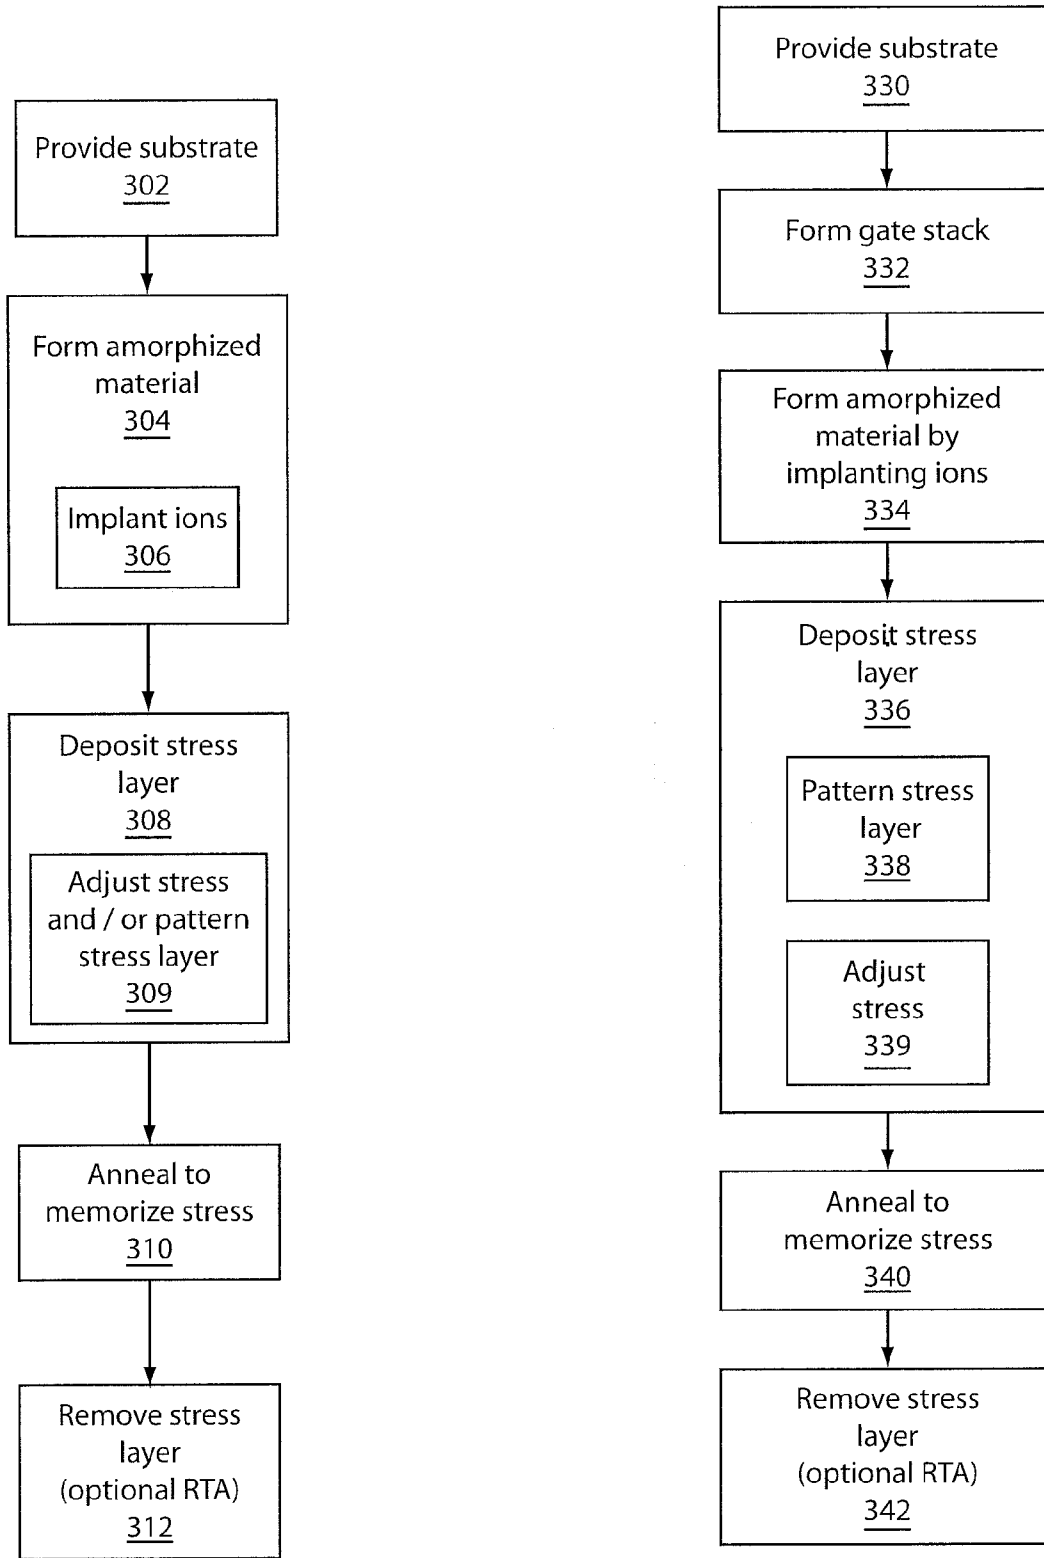 Provide substrate
302
Form amorphized
material
304
Implant ions
306
Deposit stress
layer
308
Adjust stress
and / or pattern
stress layer
309
Anneal to
memorize stress
310
Remove stress
layer
(optional RTA)
312
Provide substrate
330
Form gate stack
332
Form amorphized
material by
implanting ions
334
Deposit stress
layer
336
Pattern stress
layer
338
Adjust
stress
339
Anneal to
memorize stress
340
Remove stress
layer
(optional RTA)
342